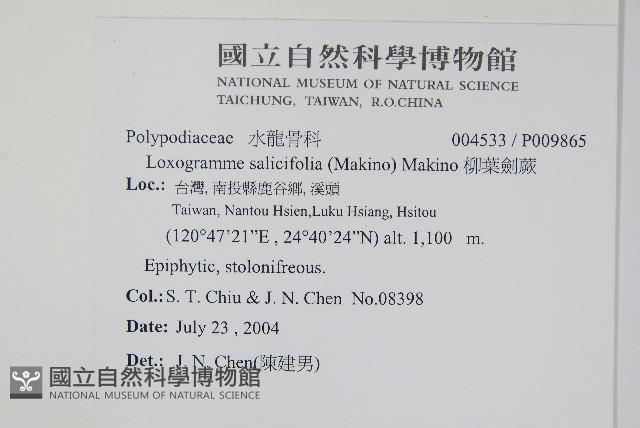 國立自然科學博物館
NATIONAL MUSEUM OF NATURAL SCIENCE
TAICHUNG, TAIWAN, R.O.CHINA
Polypodiaceae 水龍骨科 004533 / P009865
Loxogramme salicifolia (Makino) Makino 柳葉劍蕨
Loc.: 台灣, 南投縣鹿谷鄉, 溪頭
Taiwan, Nantou Hsien,Luku Hsiang, Hsitou
(120°47'21”E , 24°40'24”N) alt. 1,100 m.
Epiphytic, stolonifreous.
Col.: S. T. Chiu & J. N. Chen No.08398
Date: July 23 , 2004
Det.: J. N. Chen(陳建男)
國立自然科學博物館
NATIONAL MUSEUM OF NATURAL SCIENCE